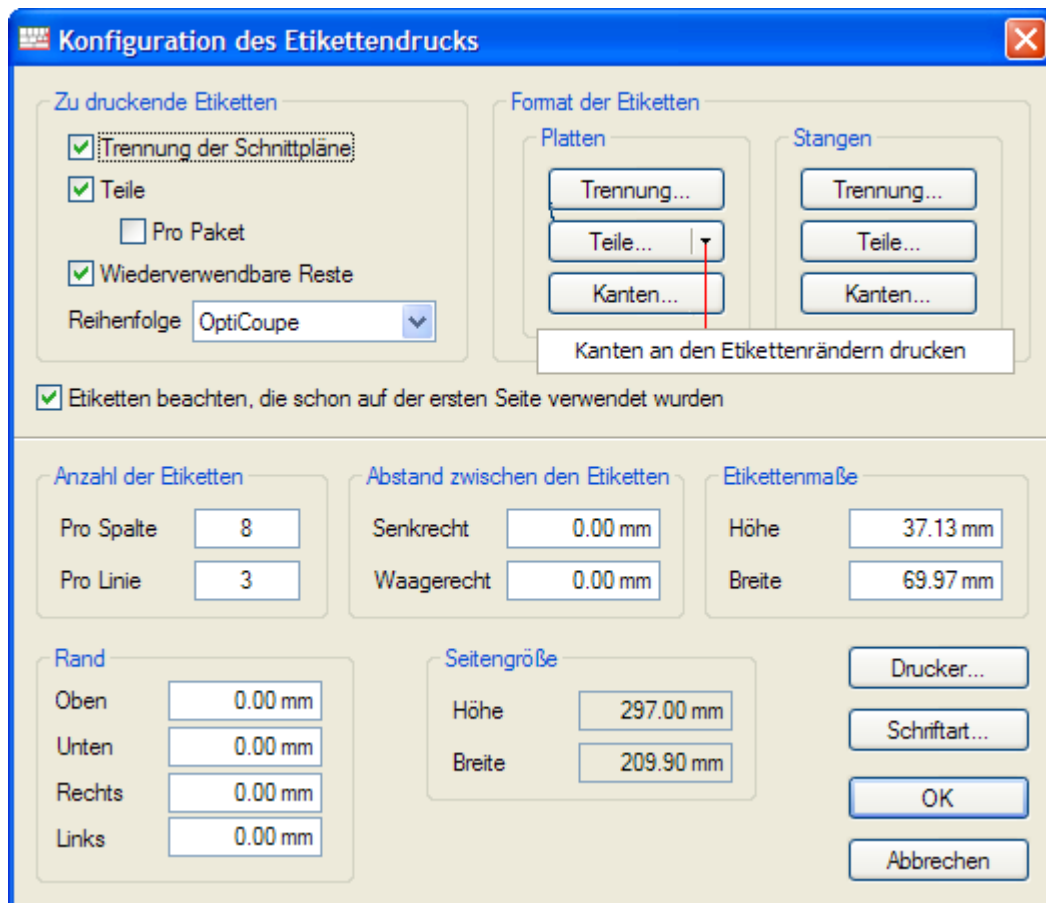 Konfiguration des Etikettendrucks
Zu druckende Etiketten
Trennung der Schnittpläne
Teile
Pro Paket
Wiederverwendbare Reste
Reihenfolge OptiCoupe
Format der Etiketten
Platten
Trennung...
Teile...
Kanten...
Stangen
Trennung...
Teile...
Kanten...
Kanten an den Etikettenrändern drucken
Etiketten beachten, die schon auf der ersten Seite verwendet wurden
Anzahl der Etiketten
Pro Spalte 8
Pro Linie 3
Abstand zwischen den Etiketten
Senkrecht 0.00 mm
Waagerecht 0.00 mm
Etikettenmaße
Höhe 37.13 mm
Breite 69.97 mm
Rand
Oben 0.00 mm
Unten 0.00 mm
Rechts 0.00 mm
Links 0.00 mm
Seitengröße
Höhe 297.00 mm
Breite 209.90 mm
Drucker...
Schriftart...
OK
Abbrechen